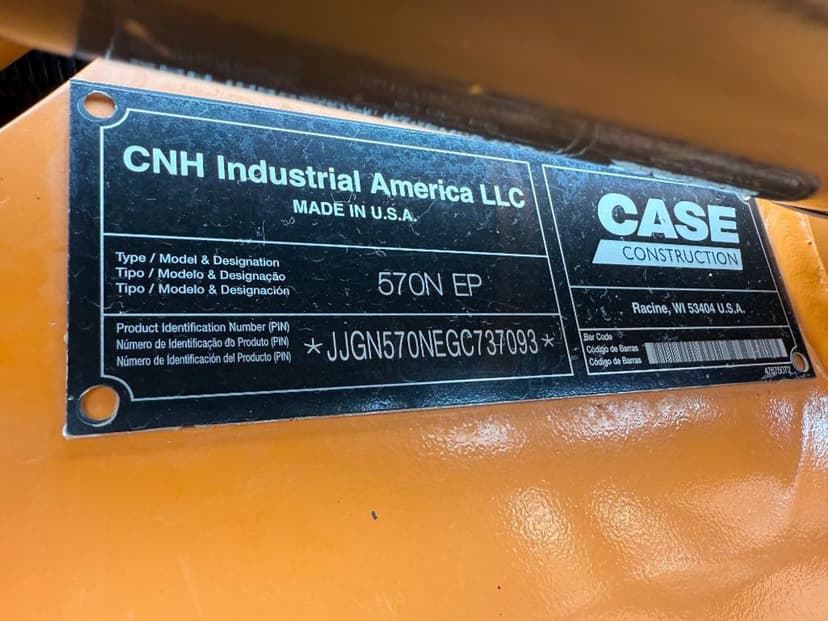 CNH Industrial America LLC
MADE IN U.S.A.
Type / Model & Designation
Tipo / Modelo & Designação
Tipo / Modelo & Designación
570N EP
Product Identification Number (PIN)
Número de Identificação do Produto (PIN)
Número de Identificación del Producto (PIN)
*JJGN570NEGC737093*
CASE
CONSTRUCTION
Racine, WI 53404 U.S.A.
Bar Code
Código de Barras
Código de Barras